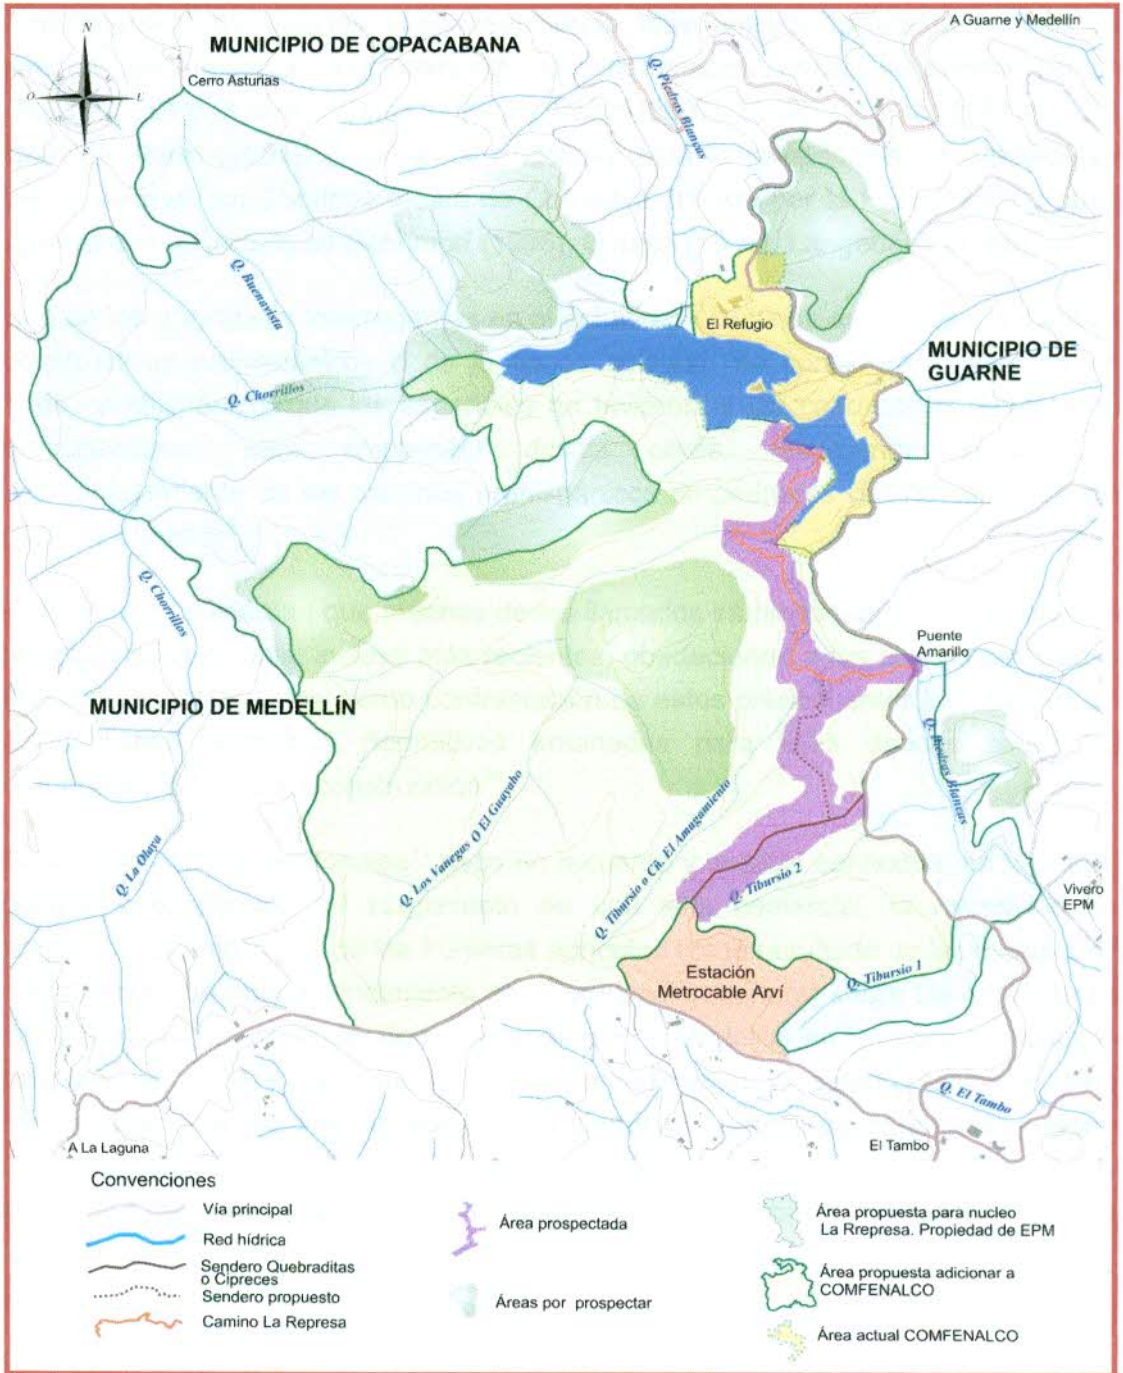 A Guarne y Medellín
N
MUNICIPIO DE COPACABANA
Cerro Asturias
O
E
S
Q. Piedras Blancas
Q. Buenavista
El Refugio
MUNICIPIO DE
GUARNE
Q. Chorrillos
Q. Chorrillos
Puente
Amarillo
MUNICIPIO DE MEDELLÍN
Q. Piedras Blancas
Q. La Olaya
Q. Los Vanegas O El Guayabo
Q. Tibursio o Cñ. El Amagamiento
Q. Tibursio 2
Vivero
EPM
Estación
Metrocable Arví
Q. Tibursio 1
Q. El Tambo
A La Laguna
El Tambo
Convenciones
Vía principal
Red hídrica
Sendero Quebraditas
o Cipreces
Sendero propuesto
Camino La Represa
Área prospectada
Áreas por prospectar
Área propuesta para nucleo
La Rrepresa. Propiedad de EPM
Área propuesta adicionar a
COMFENALCO
Área actual COMFENALCO